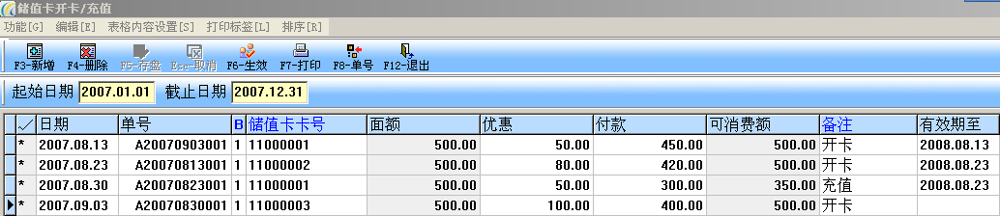 储值卡开卡/充值
功能[G] 编辑[E] 表格内容设置[S] 打印标签[L] 排序[R]
F3-新增 F4-删除 F5-存盘 Esc-取消 F6-生效 F7-打印 F8-单号 F12-退出
起始日期 2007.01.01 截止日期 2007.12.31
日期 单号 B 储值卡卡号 面额 优惠 付款 可消费额 备注 有效期至
* 2007.08.13 A20070903001 1 11000001 500.00 50.00 450.00 500.00 开卡 2008.08.13
* 2007.08.23 A20070813001 1 11000002 500.00 80.00 420.00 500.00 开卡 2008.08.23
* 2007.08.30 A20070823001 1 11000001 500.00 50.00 300.00 350.00 充值 2008.08.23
* 2007.09.03 A20070830001 1 11000003 500.00 100.00 400.00 500.00 开卡